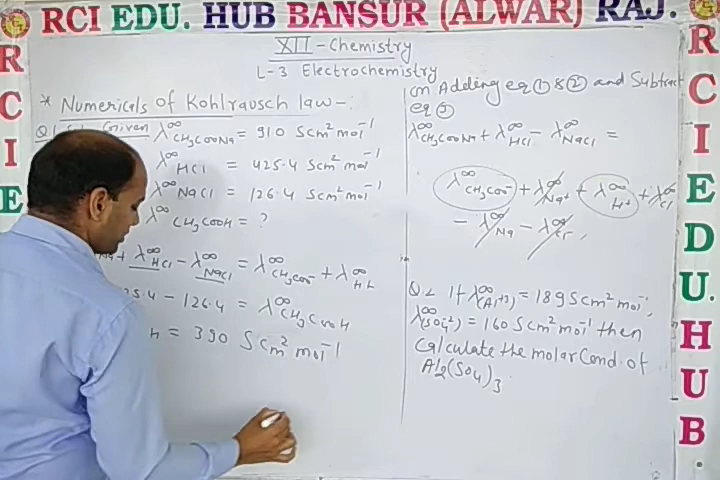 RCI EDU. HUB BANSUR (ALWAR) RAJ.
R
C
I
E
R
C
I
E
D
U.
H
U
B
XII - Chemistry
L-3 Electrochemistry
* Numericals of Kohlrausch law -:
Q1 Given λ∞CH3COONa = 910 Scm² mol⁻¹
λ∞HCl = 425.4 Scm² mol⁻¹
λ∞NaCl = 126.4 Scm² mol⁻¹
λ∞CH3COOH = ?
+ λ∞HCl - λ∞NaCl = λ∞CH3COO⁻ + λ∞H+
5.4 - 126.4 = λ∞CH3COOH
H = 390 Scm² mol⁻¹
on Adding eq ① & ② and Subtract
eq ③
λ∞CH3COONa + λ∞HCl - λ∞NaCl =
λ∞CH3COO⁻ + λ∞Na+ + λ∞H+ + λ∞Cl
- λ∞Na - λ∞Cl⁻,
Q2 If λ∞(Al+3) = 189 Scm² mol⁻¹,
λ∞(SO4⁻²) = 160 Scm² mol⁻¹ then
Calculate the molar Cond. of
Al2(SO4)3